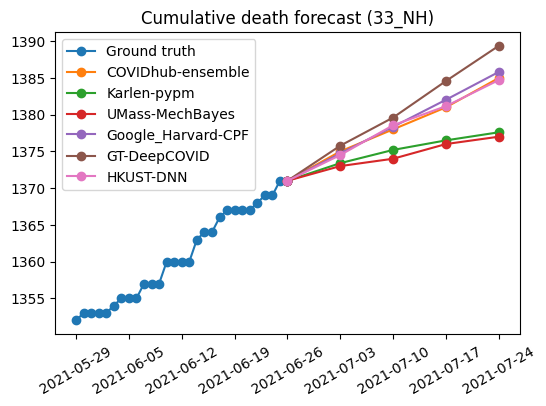 Cumulative death forecast (33_NH)
1390
1385
1380
1375
1370
1365
1360
1355
Ground truth
COVIDhub-ensemble
Karlen-pypm
UMass-MechBayes
Google_Harvard-CPF
GT-DeepCOVID
HKUST-DNN
2021-05-29
2021-06-05
2021-06-12
2021-06-19
2021-06-26
2021-07-03
2021-07-10
2021-07-17
2021-07-24